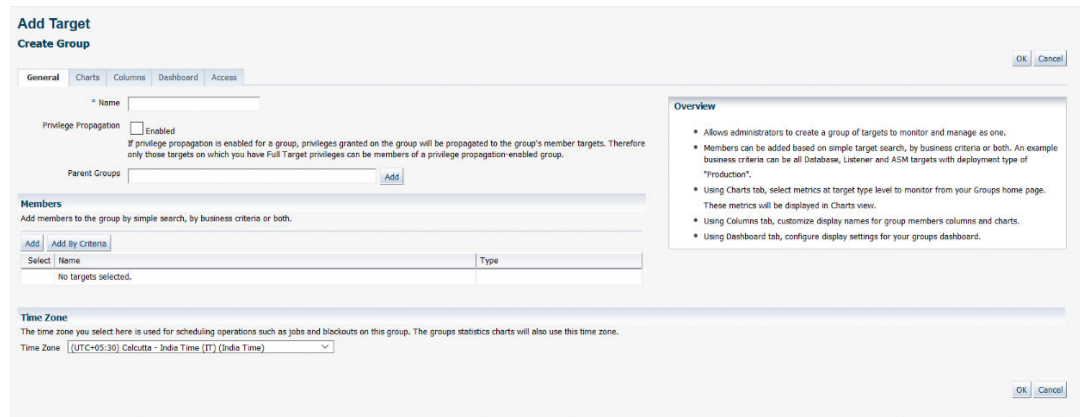 Add Target
Create Group
OK Cancel
General Charts Columns Dashboard Access
* Name
Privilege Propagation Enabled
If privilege propagation is enabled for a group, privileges granted on the group will be propagated to the group's member targets. Therefore
only those targets on which you have Full Target privileges can be members of a privilege propagation-enabled group.
Parent Groups Add
Overview
Allows administrators to create a group of targets to monitor and manage as one.
Members can be added based on simple target search, by business criteria or both. An example
business criteria can be all Database, Listener and ASM targets with deployment type of
"Production".
Using Charts tab, select metrics at target type level to monitor from your Groups home page.
These metrics will be displayed in Charts view.
Using Columns tab, customize display names for group members columns and charts.
Using Dashboard tab, configure display settings for your groups dashboard.
Members
Add members to the group by simple search, by business criteria or both.
Add Add By Criteria
Select Name Type
No targets selected.
Time Zone
The time zone you select here is used for scheduling operations such as jobs and blackouts on this group. The groups statistics charts will also use this time zone.
Time Zone (UTC+05:30) Calcutta - India Time (IT) (India Time)
OK Cancel